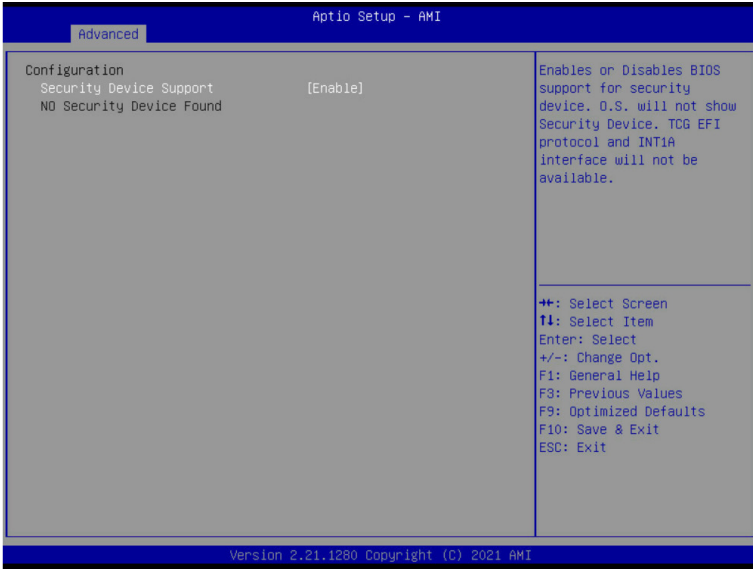 Aptio Setup - AMI
Advanced
Configuration
Security Device Support [Enable]
NO Security Device Found
Enables or Disables BIOS
support for security
device. O.S. will not show
Security Device. TCG EFI
protocol and INT1A
interface will not be
available.
→←: Select Screen
↑↓: Select Item
Enter: Select
+/-: Change Opt.
F1: General Help
F3: Previous Values
F9: Optimized Defaults
F10: Save & Exit
ESC: Exit
Version 2.21.1280 Copyright (C) 2021 AMI